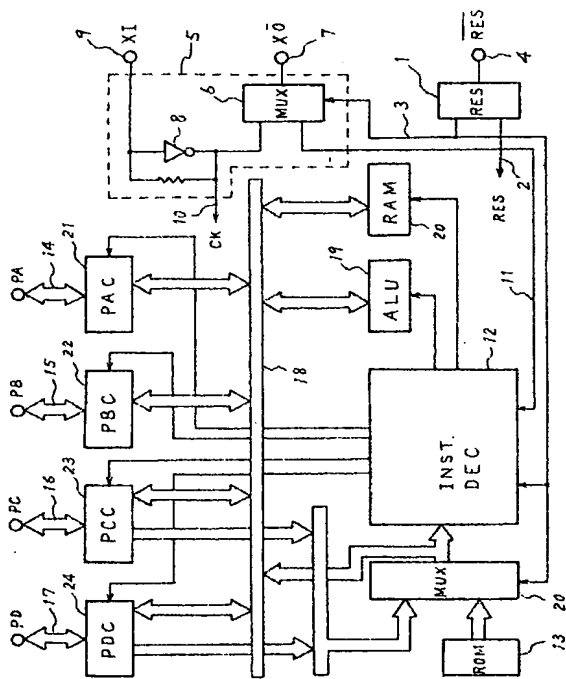 PD
PC
PB
PA
9
XI
17
16
15
14
5
24
23
22
21
PDC
PCC
PBC
PAC
8
6
MUX
XŌ
7
10
CK
18
19
ALU
RAM
20
3
1
RES
RES
4
2
RES
12
INST.
DEC
11
MUX
20
ROM
13